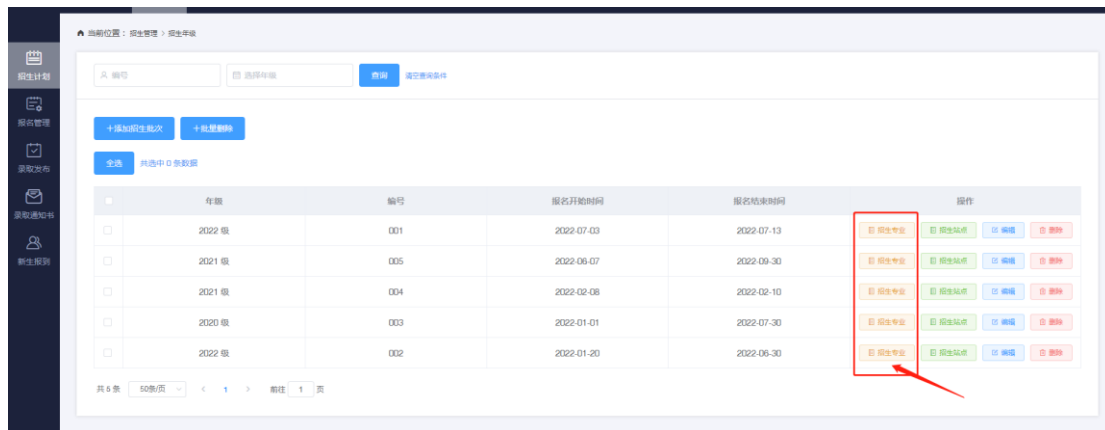 当前位置： 招生管理 > 招生年级
招生计划
报名管理
录取发布
录取通知书
新生报到
编号 选择年级 查询 清空查询条件
+添加招生批次 +批量删除
全选 共选中 0 条数据
年级 编号 报名开始时间 报名结束时间 操作
2022 级 001 2022-07-03 2022-07-13 招生专业 招生站点 编辑 删除
2021 级 005 2022-06-07 2022-09-30 招生专业 招生站点 编辑 删除
2021 级 004 2022-02-08 2022-02-10 招生专业 招生站点 编辑 删除
2020 级 003 2022-01-01 2022-07-30 招生专业 招生站点 编辑 删除
2022 级 002 2022-01-20 2022-06-30 招生专业 招生站点 编辑 删除
共 5 条 50条/页 < 1 > 前往 1 页